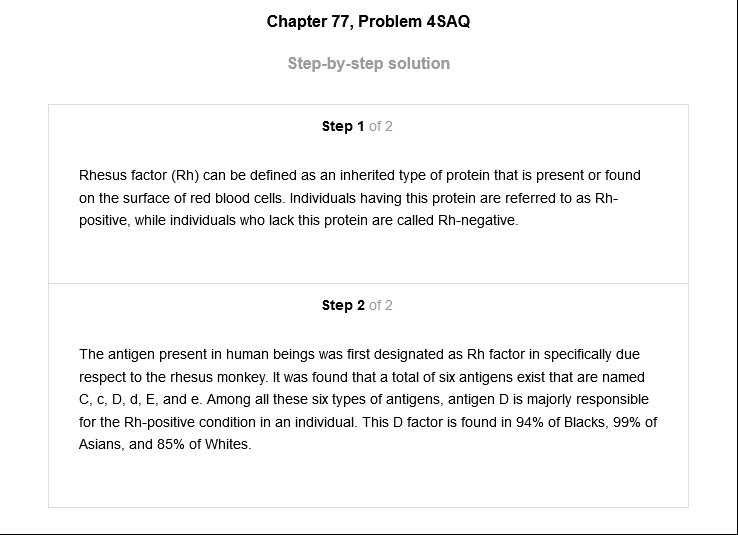 Chapter 77, Problem 4SAQ
Step-by-step solution
Step 1 of 2
Rhesus factor (Rh) can be defined as an inherited type of protein that is present or found
on the surface of red blood cells. Individuals having this protein are referred to as Rh-
positive, while individuals who lack this protein are called Rh-negative.
Step 2 of 2
The antigen present in human beings was first designated as Rh factor in specifically due
respect to the rhesus monkey. It was found that a total of six antigens exist that are named
C, c, D, d, E, and e. Among all these six types of antigens, antigen D is majorly responsible
for the Rh-positive condition in an individual. This D factor is found in 94% of Blacks, 99% of
Asians, and 85% of Whites.